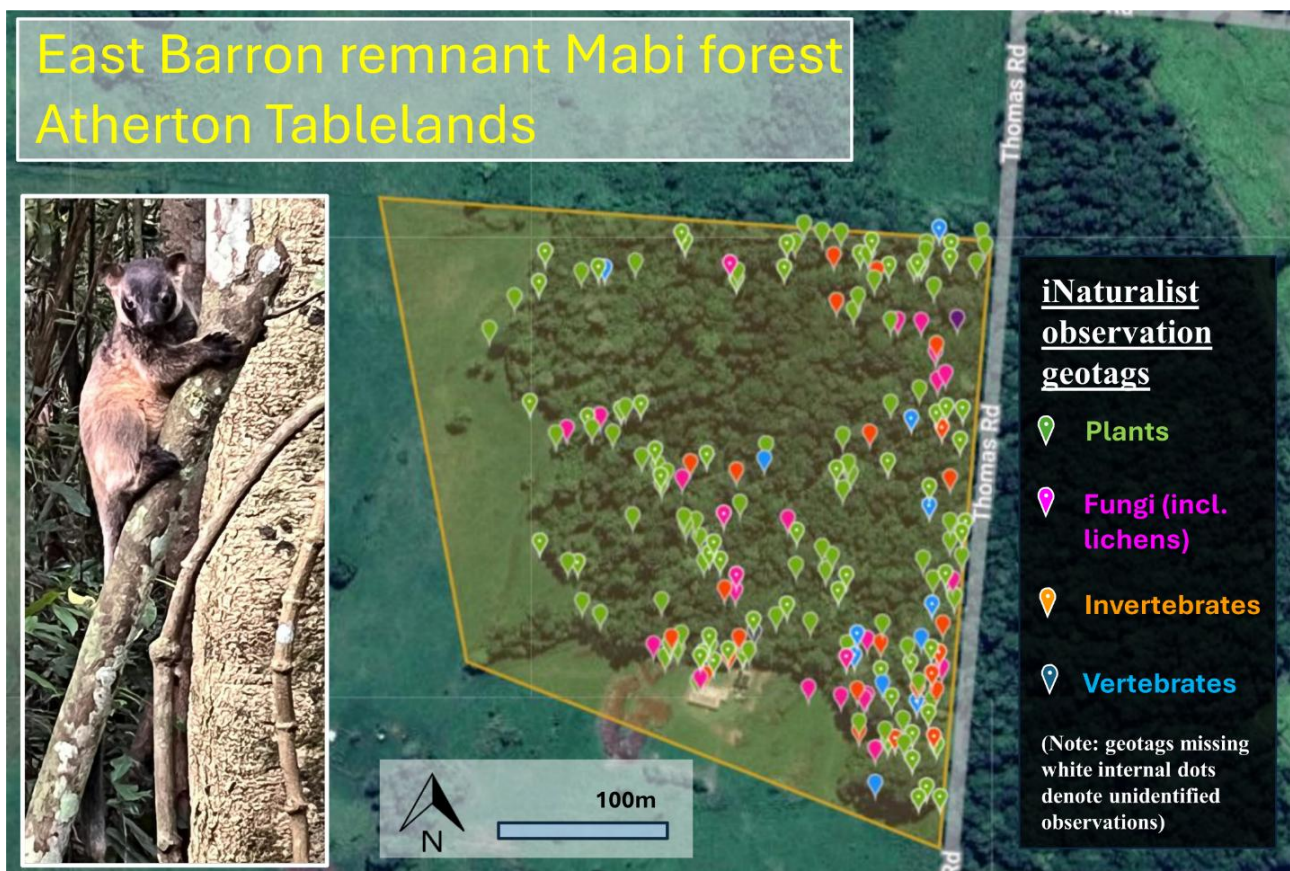 East Barron remnant Mabi forest
Atherton Tablelands
Thomas Rd
Thomas Rd
Rd
iNaturalist
observation
geotags
Plants
Fungi (incl.
lichens)
Invertebrates
Vertebrates
(Note: geotags missing
white internal dots
denote unidentified
observations)
100m
N